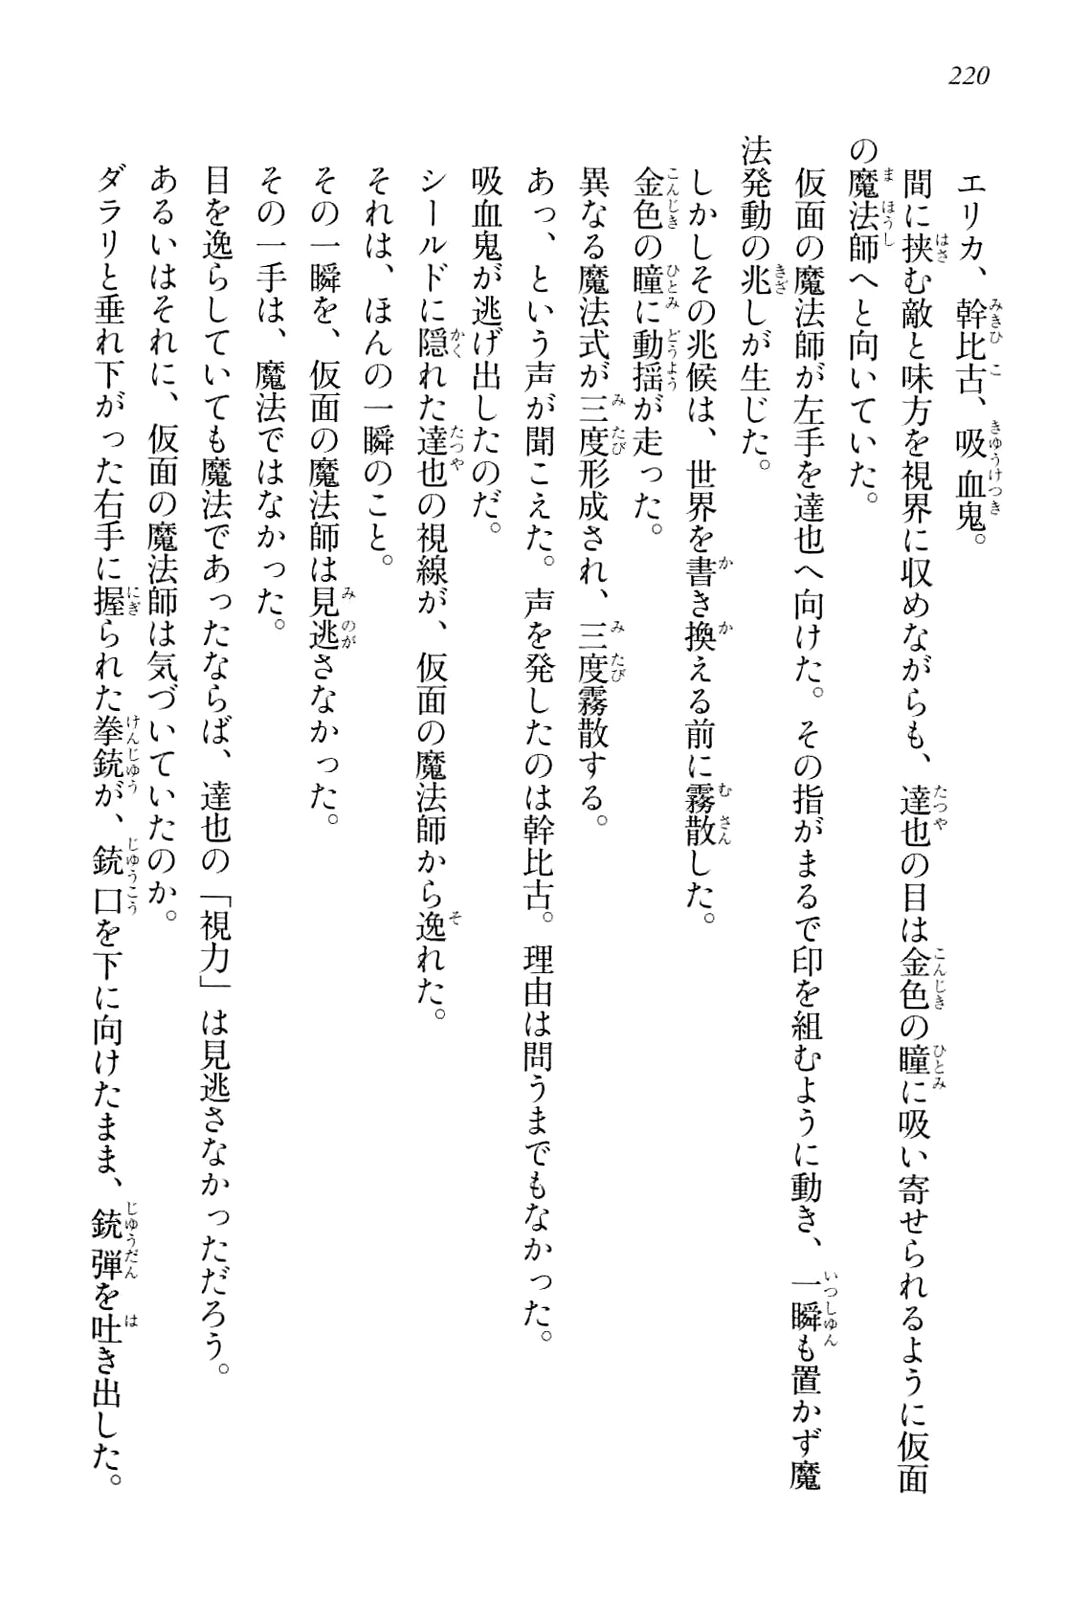 220
エリカ、幹比古、吸血鬼。
間に挟む敵と味方を視界に収めながらも、達也の目は金色の瞳に吸い寄せられるように仮面
の魔法師へと向いていた。
仮面の魔法師が左手を達也へ向けた。その指がまるで印を組むように動き、一瞬も置かず魔
法発動の兆しが生じた。
しかしその兆候は、世界を書き換える前に霧散した。
金色の瞳に動揺が走った。
異なる魔法式が三度形成され、三度霧散する。
あっ、という声が聞こえた。声を発したのは幹比古。理由は問うまでもなかった。
吸血鬼が逃げ出したのだ。
シールドに隠れた達也の視線が、仮面の魔法師から逸れた。
それは、ほんの一瞬のこと。
その一瞬を、仮面の魔法師は見逃さなかった。
その一手は、魔法ではなかった。
目を逸らしていても魔法であったならば、達也の「視力」は見逃さなかっただろう。
あるいはそれに、仮面の魔法師は気づいていたのか。
ダラリと垂れ下がった右手に握られた拳銃が、銃口を下に向けたまま、銃弾を吐き出した。